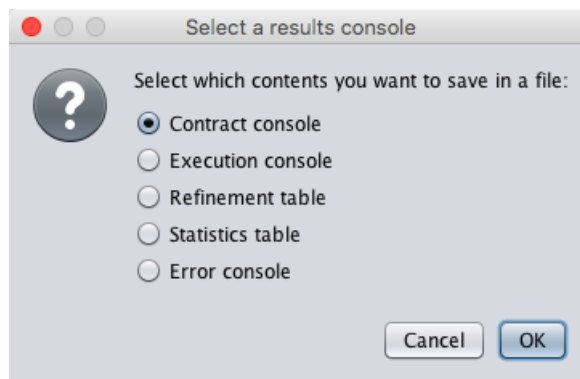 Select a results console
Select which contents you want to save in a file:
Contract console
Execution console
Refinement table
Statistics table
Error console
Cancel OK